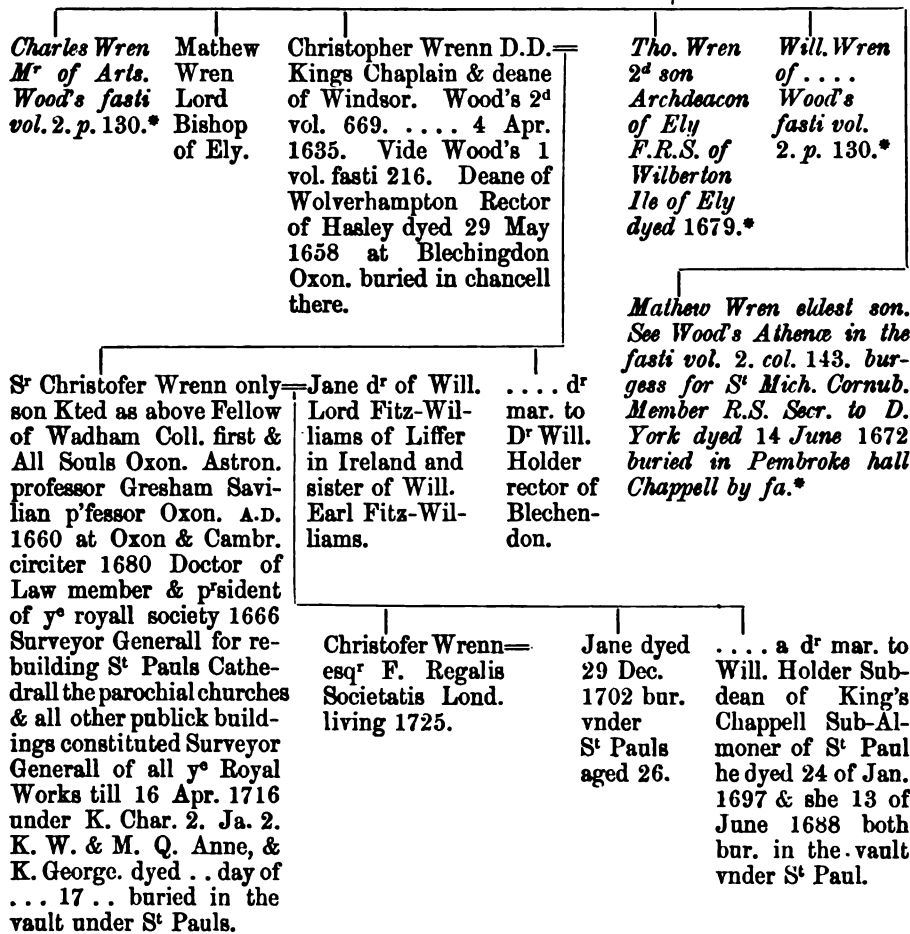 Charles Wren
Mʳ of Arts.
Wood's fasti
vol. 2. p. 130.*
Mathew
Wren
Lord
Bishop
of Ely.
Christopher Wrenn D.D.=
Kings Chaplain & deane
of Windsor. Wood's 2ᵈ
vol. 669. .... 4 Apr.
1635. Vide Wood's 1
vol. fasti 216. Deane of
Wolverhampton Rector
of Hasley dyed 29 May
1658 at Blechingdon
Oxon. buried in chancell
there.
Tho. Wren
2ᵈ son
Archdeacon
of Ely
F.R.S. of
Wilberton
Ile of Ely
dyed 1679.*
Will. Wren
of ....
Wood's
fasti vol.
2. p. 130.*
Mathew Wren eldest son.
See Wood's Athenæ in the
fasti vol. 2. col. 143. bur-
gess for Sᵗ Mich. Cornub.
Member R.S. Secr. to D.
York dyed 14 June 1672
buried in Pembroke hall
Chappell by fa.*
Sʳ Christofer Wrenn only=
son Kted as above Fellow
of Wadham Coll. first &
All Souls Oxon. Astron.
professor Gresham Savi-
lian p'fessor Oxon. A.D.
1660 at Oxon & Cambr.
circiter 1680 Doctor of
Law member & pʳsident
of yᵉ royall society 1666
Surveyor Generall for re-
building Sᵗ Pauls Cathe-
drall the parochial churches
& all other publick build-
ings constituted Surveyor
Generall of all yᵉ Royal
Works till 16 Apr. 1716
under K. Char. 2. Ja. 2.
K. W. & M. Q. Anne, &
K. George. dyed .. day of
... 17 .. buried in the
vault under Sᵗ Pauls.
Jane dʳ of Will.
Lord Fitz-Wil-
liams of Liffer
in Ireland and
sister of Will.
Earl Fitz-Wil-
liams.
.... dʳ
mar. to
Dʳ Will.
Holder
rector of
Blechen-
don.
Christofer Wrenn=
esqʳ F. Regalis
Societatis Lond.
living 1725.
Jane dyed
29 Dec.
1702 bur.
vnder
Sᵗ Pauls
aged 26.
.... a dʳ mar. to
Will. Holder Sub-
dean of King's
Chappell Sub-Al-
moner of Sᵗ Paul
he dyed 24 of Jan.
1697 & she 13 of
June 1688 both
bur. in the vault
vnder Sᵗ Paul.